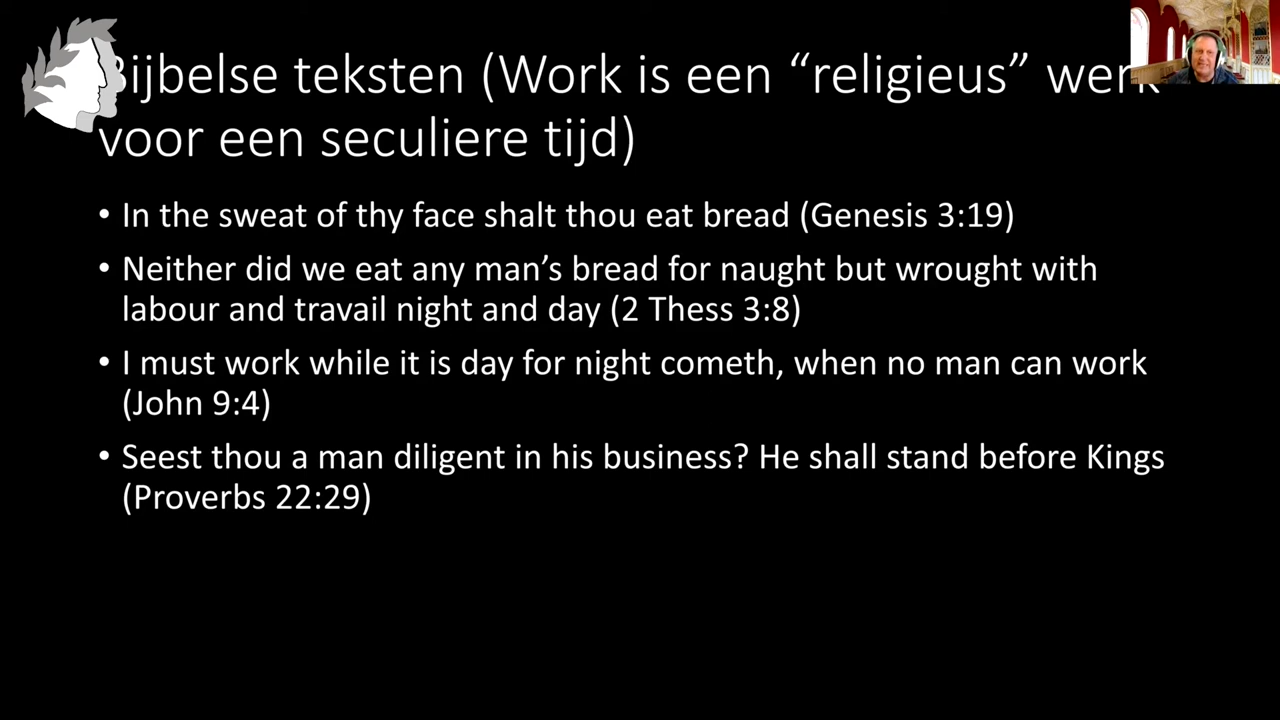 Bijbelse teksten (Work is een “religieus” werk
voor een seculiere tijd)
• In the sweat of thy face shalt thou eat bread (Genesis 3:19)
• Neither did we eat any man’s bread for naught but wrought with
labour and travail night and day (2 Thess 3:8)
• I must work while it is day for night cometh, when no man can work
(John 9:4)
• Seest thou a man diligent in his business? He shall stand before Kings
(Proverbs 22:29)